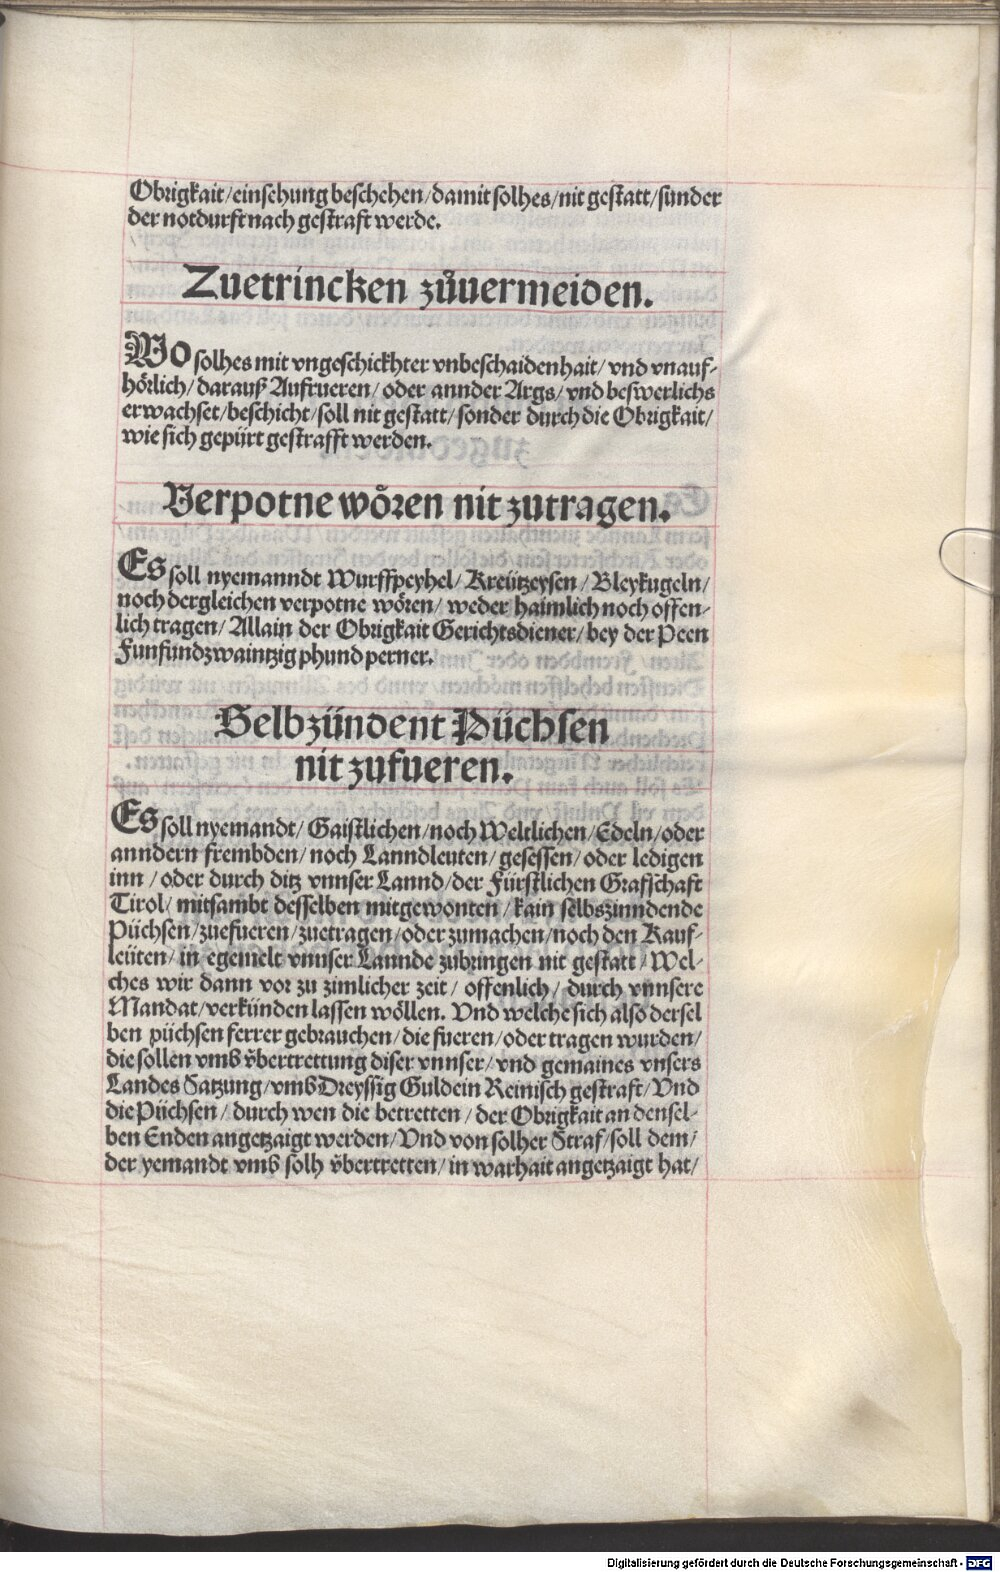 Obrigkait/ einsehung beschehen/ damit solhes/ nit gestatt/ sunder
der notdurfft nach gestraft werde.
Zuetrincken zůuermeiden.
Wo solhes mit vngeschickhter vnbeschaidenhait/ vnd vnauf-
hörlich/ darauß Aufrueren/ oder annder Args/ vnd beswerlichs
erwachset/ beschicht/ soll nit gestatt/ sonder durch die Obrigkait/
wie sich gepürt gestrafft werden.
Verpotne wören nit zutragen.
Es soll nyemanndt Wurffpeyhel/ Kreützeysen/ Bleykugeln/
noch dergleichen verpotne wören/ weder haimlich noch offen-
lich tragen/ Allain der Obrigkait Gerichtsdiener/ bey der Peen
Funfundzwaintzig phund perner.
Selbzündent Püchsen
nit zufueren.
Es soll nyemandt/ Gaistlichen/ noch Weltlichen/ Edeln/ oder
anndern frembden/ noch Lanndleuten/ gesessen/ oder ledigen
inn/ oder durch ditz vnnser Lannd/ der Fürstlichen Grafschaft
Tirol/ mitsambt desselben mitgewonten/ kain selbszinndende
Püchsen/ zuefueren/ zuetragen/ oder zumachen/ noch den Kauf-
leüten/ in egemelt vnnser Lannde zubringen nit gestatt/ Wel-
ches wir dann vor zu zimlicher zeit/ offenlich/ durch vnnsere
Mandat/ verkünden lassen wöllen. Vnd welche sich also dersel
ben püchsen ferrer gebrauchen/ die fueren/ oder tragen wurden/
die sollen vmb v̈bertrettung diser vnnser/ vnd gemaines vnsers
Landes Satzung/ vmb Dreyssig Guldein Reinisch gestraft/ Vnd
die Püchsen/ durch wen die betretten/ der Obrigkait an densel-
ben Enden angetzaigt werden/ Vnd von solher Straf/ soll dem/
der yemandt vmb solh v̈bertretten/ in warhait angetzaigt hat/
Digitalisierung gefördert durch die Deutsche Forschungsgemeinschaft - DFG